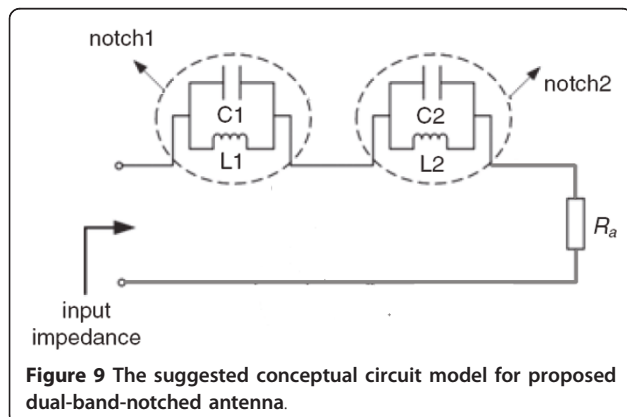 notch1
notch2
C1
L1
C2
L2
Ra
input
impedance
Figure 9 The suggested conceptual circuit model for proposed
dual-band-notched antenna.